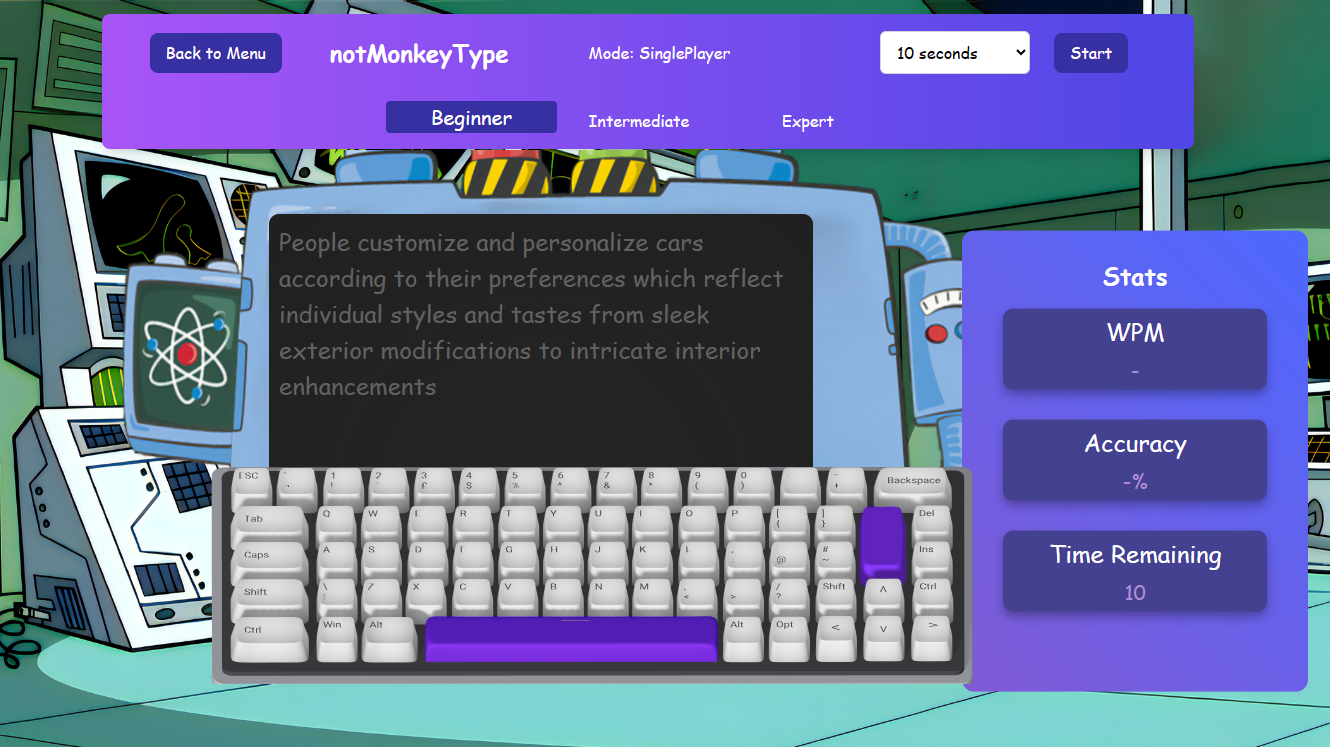 Back to Menu
notMonkeyType
Mode: SinglePlayer
10 seconds
Start
Beginner
Intermediate
Expert
People customize and personalize cars
according to their preferences which reflect
individual styles and tastes from sleek
exterior modifications to intricate interior
enhancements
Stats
WPM
-
Accuracy
-%
Time Remaining
10
ESC 1 ! 2 3 £ 4 $ 5 % 6 ^ 7 & 8 * 9 ( 0 ) - + Backspace
Tab Q W E R T Y U I O P [ { ] } Del
Caps A S D F G H J K L @ # ~ Ins
Shift Z X C V B N M < > / ? Shift ^ Ctrl
Ctrl Win Alt Alt Opt < V >